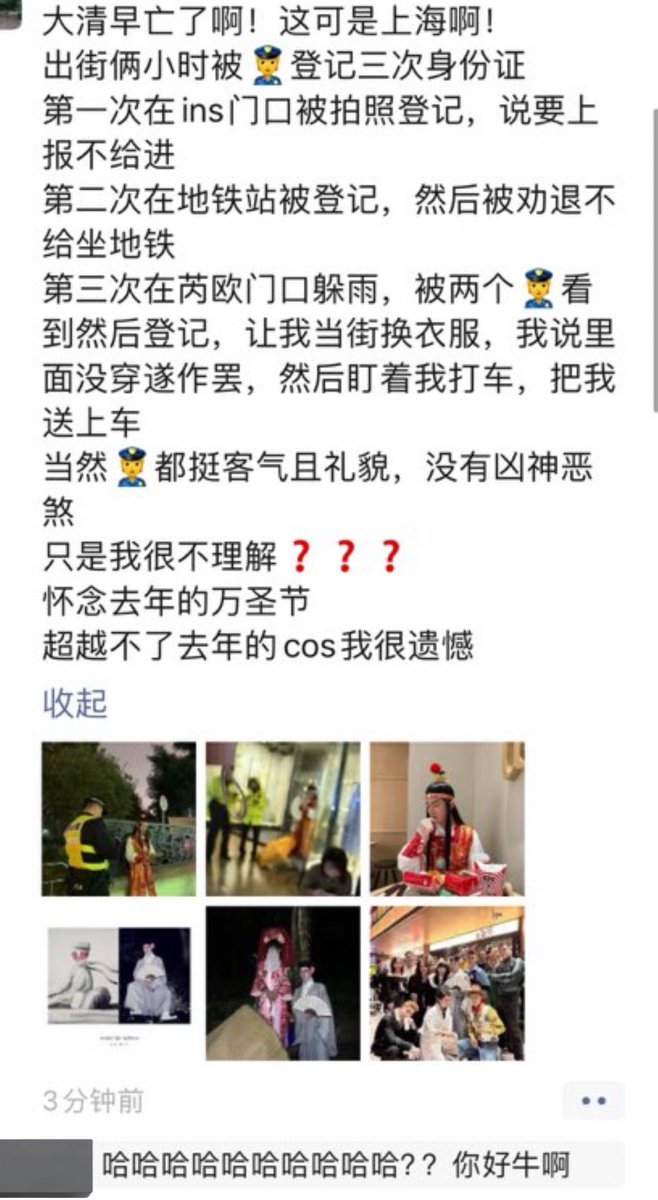 大清早亡了啊！这可是上海啊！
出街俩小时被👮登记三次身份证
第一次在ins门口被拍照登记，说要上
报不给进
第二次在地铁站被登记，然后被劝退不
给坐地铁
第三次在芮欧门口躲雨，被两个👮看
到然后登记，让我当街换衣服，我说里
面没穿遂作罢，然后盯着我打车，把我
送上车
当然👮都挺客气且礼貌，没有凶神恶
煞
只是我很不理解❓❓❓
怀念去年的万圣节
超越不了去年的cos我很遗憾
收起
3分钟前
哈哈哈哈哈哈哈哈哈哈?? 你好牛啊